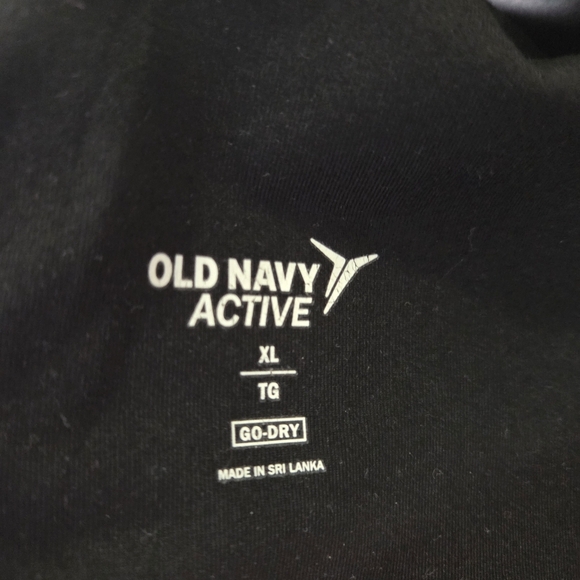 OLD NAVY
ACTIVE
XL
TG
GO-DRY
MADE IN SRI LANKA